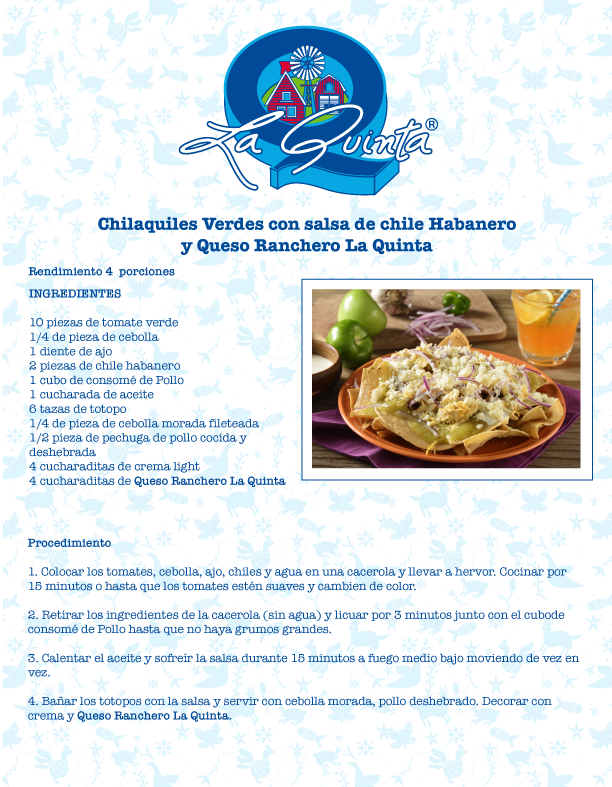 La Quinta®
Chilaquiles Verdes con salsa de chile Habanero
y Queso Ranchero La Quinta
Rendimiento 4 porciones
INGREDIENTES
10 piezas de tomate verde
1/4 de pieza de cebolla
1 diente de ajo
2 piezas de chile habanero
1 cubo de consomé de Pollo
1 cucharada de aceite
6 tazas de totopo
1/4 de pieza de cebolla morada fileteada
1/2 pieza de pechuga de pollo cocida y
deshebrada
4 cucharaditas de crema light
4 cucharaditas de Queso Ranchero La Quinta
Procedimiento
1. Colocar los tomates, cebolla, ajo, chiles y agua en una cacerola y llevar a hervor. Cocinar por
15 minutos o hasta que los tomates estén suaves y cambien de color.
2. Retirar los ingredientes de la cacerola (sin agua) y licuar por 3 minutos junto con el cubode
consomé de Pollo hasta que no haya grumos grandes.
3. Calentar el aceite y sofreír la salsa durante 15 minutos a fuego medio bajo moviendo de vez en
vez.
4. Bañar los totopos con la salsa y servir con cebolla morada, pollo deshebrado. Decorar con
crema y Queso Ranchero La Quinta.